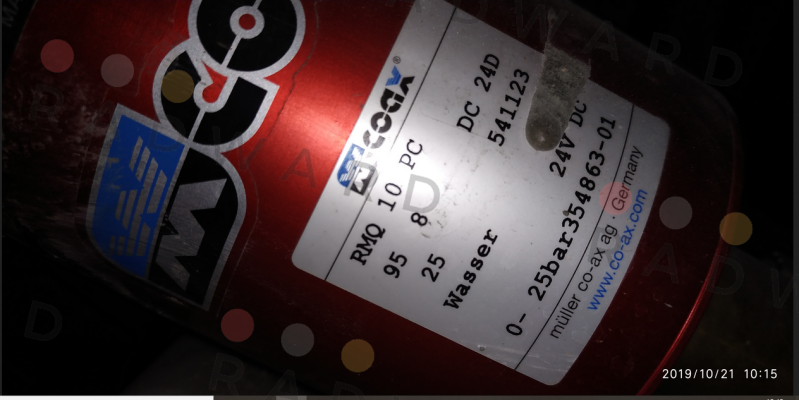 coax®
RMQ 10 PC DC 24D
95 8 541123
25
Wasser 24V DC
0- 25bar354863-01
müller co-ax ag · Germany
www.co-ax.com
2019/10/21 10:15